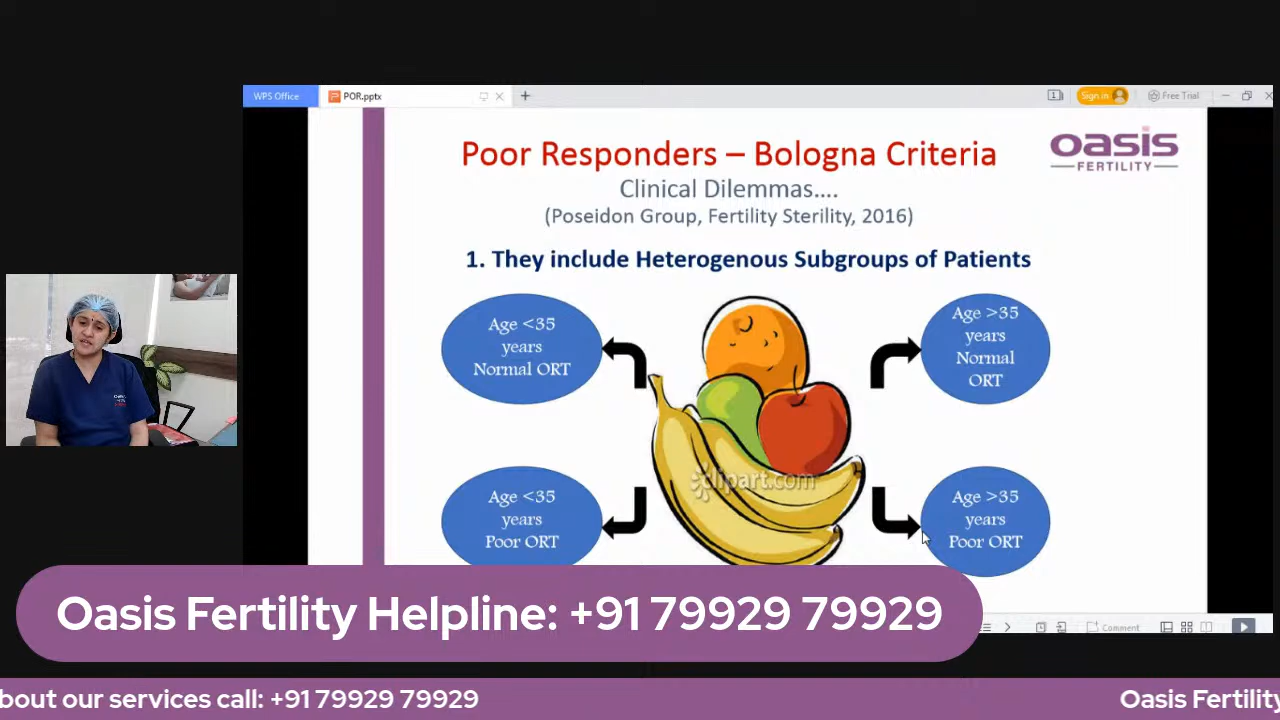 WPS Office
POR.pptx
1
Sign in
Free Trial
Poor Responders – Bologna Criteria
oasis
FERTILITY
Clinical Dilemmas....
(Poseidon Group, Fertility Sterility, 2016)
1. They include Heterogenous Subgroups of Patients
Age <35
years
Normal ORT
Age >35
years
Normal
ORT
clipart.com
Age <35
years
Poor ORT
Age >35
years
Poor ORT
Oasis Fertility Helpline: +91 79929 79929
Comment
bout our services call: +91 79929 79929
Oasis Fertility